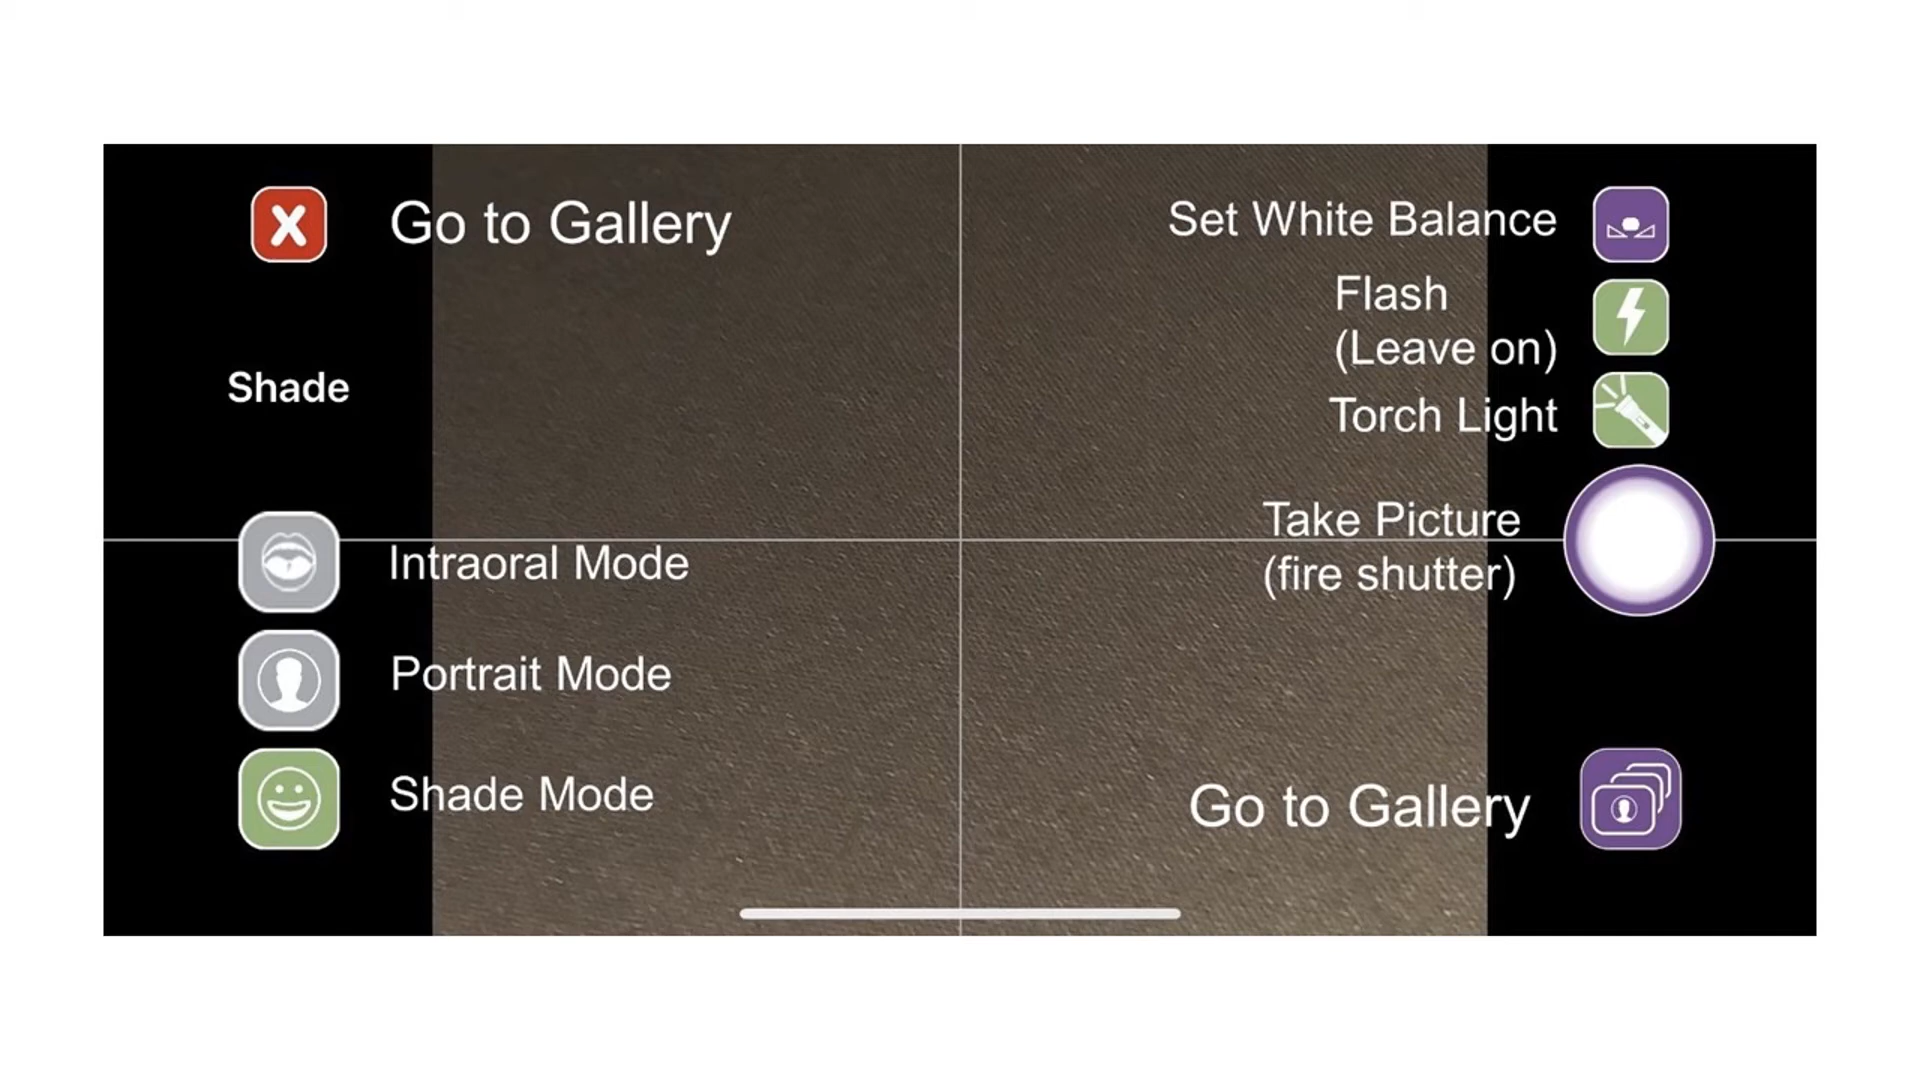 Go to Gallery
Shade
Intraoral Mode
Portrait Mode
Shade Mode
Set White Balance
Flash
(Leave on)
Torch Light
Take Picture
(fire shutter)
Go to Gallery